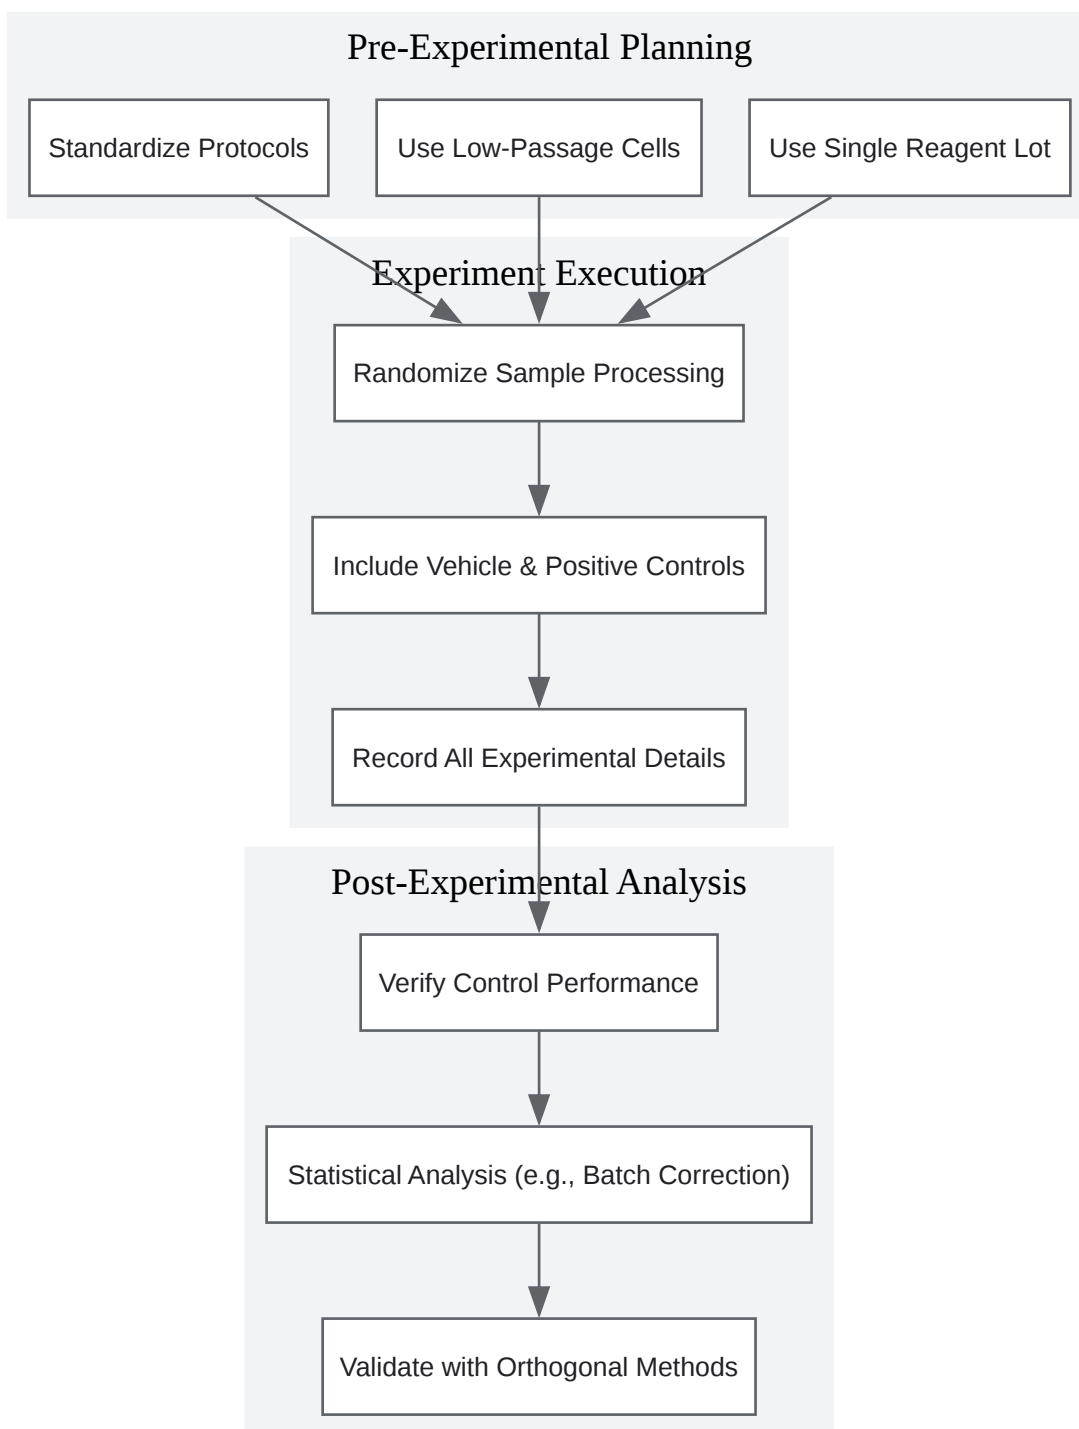 Pre-Experimental Planning
Standardize Protocols
Use Low-Passage Cells
Use Single Reagent Lot
Experiment Execution
Randomize Sample Processing
Include Vehicle & Positive Controls
Record All Experimental Details
Post-Experimental Analysis
Verify Control Performance
Statistical Analysis (e.g., Batch Correction)
Validate with Orthogonal Methods